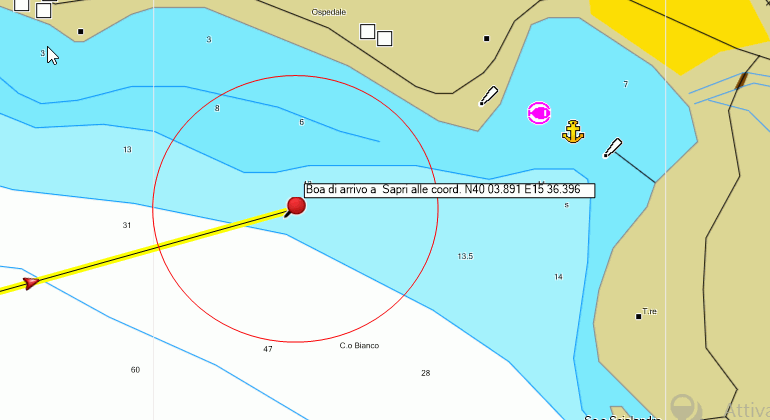 Ospedale
3
3
7
8
6
13
Boa di arrivo a Sapri alle coord. N40 03.891 E15 36.396
s
31
13.5
14
T.re
C.o Bianco
47
60
28
Attiva